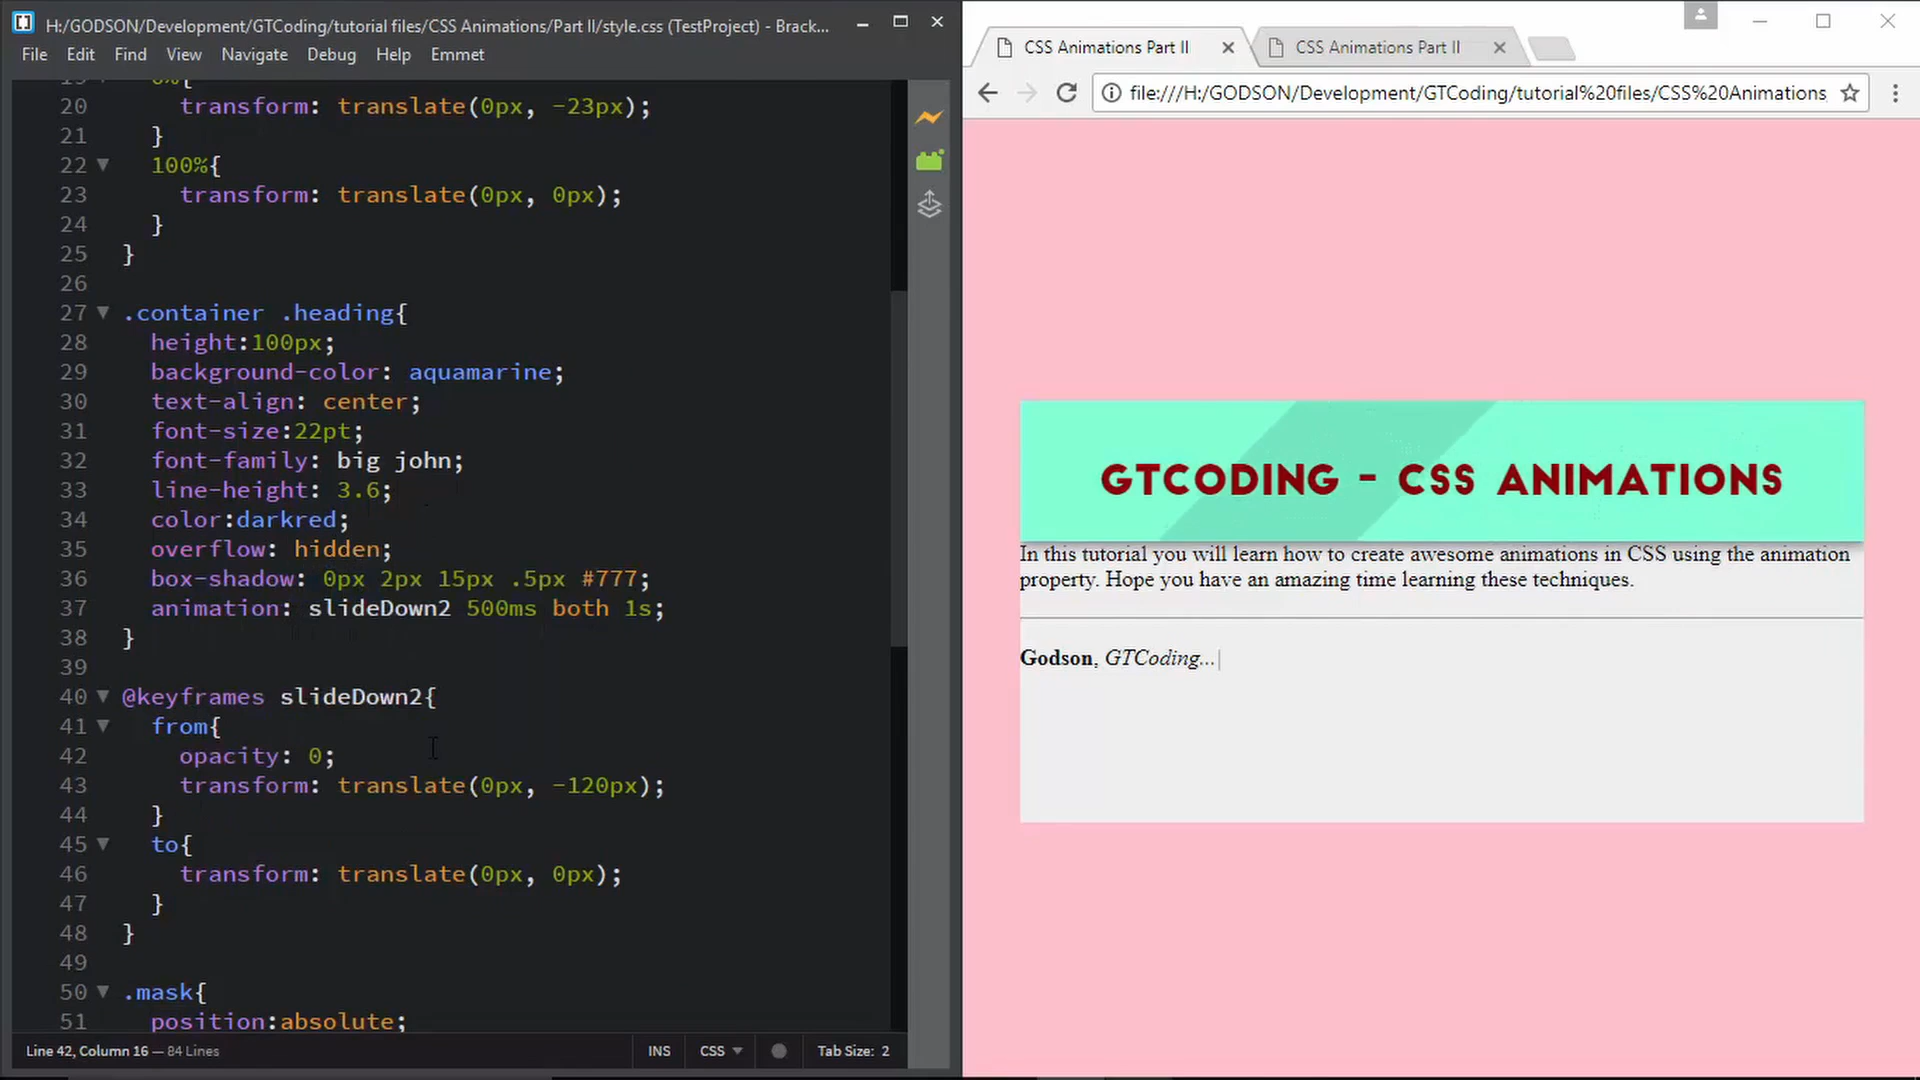 H:/GODSON/Development/GTCoding/tutorial files/CSS Animations/Part II/style.css (TestProject) - Brack...
File Edit Find View Navigate Debug Help Emmet
20 transform: translate(0px, -23px);
21 }
22 100%{
23 transform: translate(0px, 0px);
24 }
25 }
26
27 .container .heading{
28 height:100px;
29 background-color: aquamarine;
30 text-align: center;
31 font-size:22pt;
32 font-family: big john;
33 line-height: 3.6;
34 color:darkred;
35 overflow: hidden;
36 box-shadow: 0px 2px 15px .5px #777;
37 animation: slideDown2 500ms both 1s;
38 }
39
40 @keyframes slideDown2{
41 from{
42 opacity: 0;
43 transform: translate(0px, -120px);
44 }
45 to{
46 transform: translate(0px, 0px);
47 }
48 }
49
50 .mask{
51 position:absolute;
Line 42, Column 16 — 84 Lines
INS CSS Tab Size: 2
CSS Animations Part II CSS Animations Part II
file:///H:/GODSON/Development/GTCoding/tutorial%20files/CSS%20Animations
GTCODING - CSS ANIMATIONS
In this tutorial you will learn how to create awesome animations in CSS using the animation
property. Hope you have an amazing time learning these techniques.
Godson, GTCoding...|